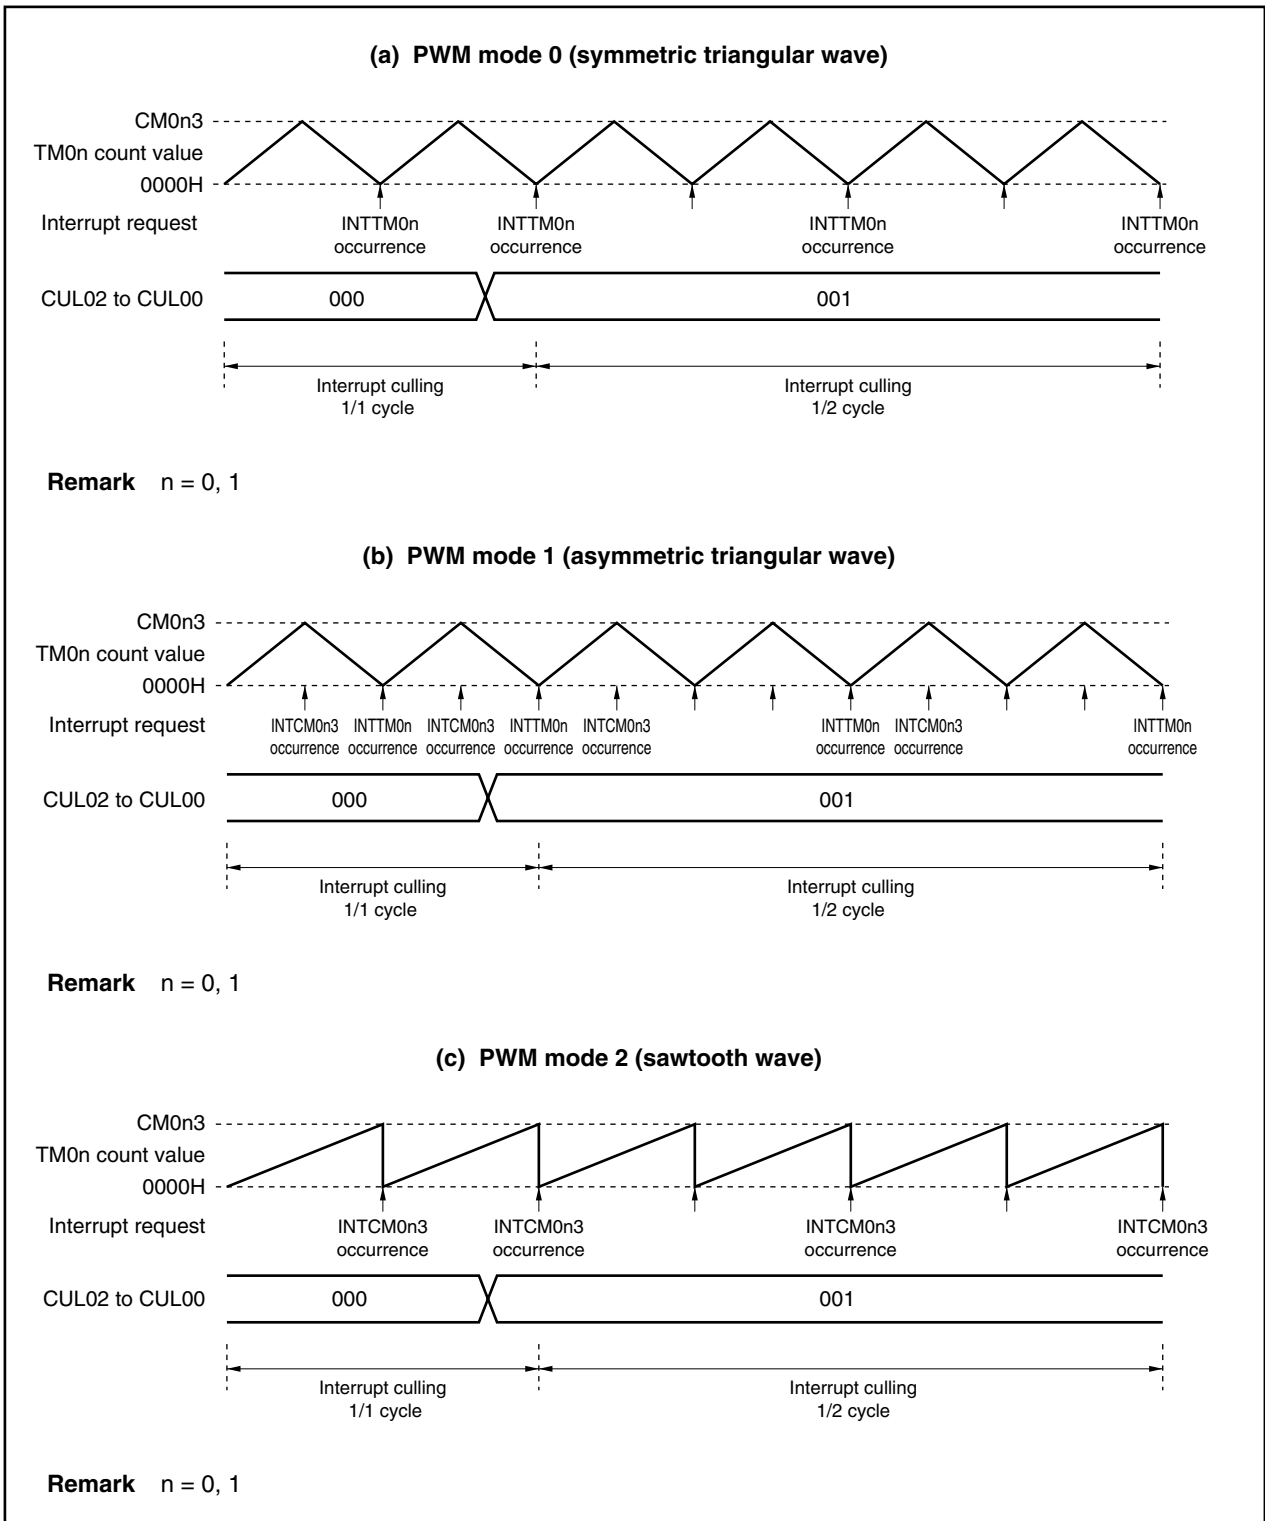 (a) PWM mode 0 (symmetric triangular wave)
CM0n3
TM0n count value
0000H
Interrupt request
INTTM0n occurrence
INTTM0n occurrence
INTTM0n occurrence
INTTM0n occurrence
CUL02 to CUL00
000
001
Interrupt culling
1/1 cycle
Interrupt culling
1/2 cycle
Remark n = 0, 1
(b) PWM mode 1 (asymmetric triangular wave)
CM0n3
TM0n count value
0000H
Interrupt request
INTCM0n3 occurrence
INTTM0n occurrence
INTCM0n3 occurrence
INTTM0n occurrence
INTCM0n3 occurrence
INTTM0n occurrence
INTCM0n3 occurrence
INTTM0n occurrence
CUL02 to CUL00
000
001
Interrupt culling
1/1 cycle
Interrupt culling
1/2 cycle
Remark n = 0, 1
(c) PWM mode 2 (sawtooth wave)
CM0n3
TM0n count value
0000H
Interrupt request
INTCM0n3 occurrence
INTCM0n3 occurrence
INTCM0n3 occurrence
INTCM0n3 occurrence
CUL02 to CUL00
000
001
Interrupt culling
1/1 cycle
Interrupt culling
1/2 cycle
Remark n = 0, 1